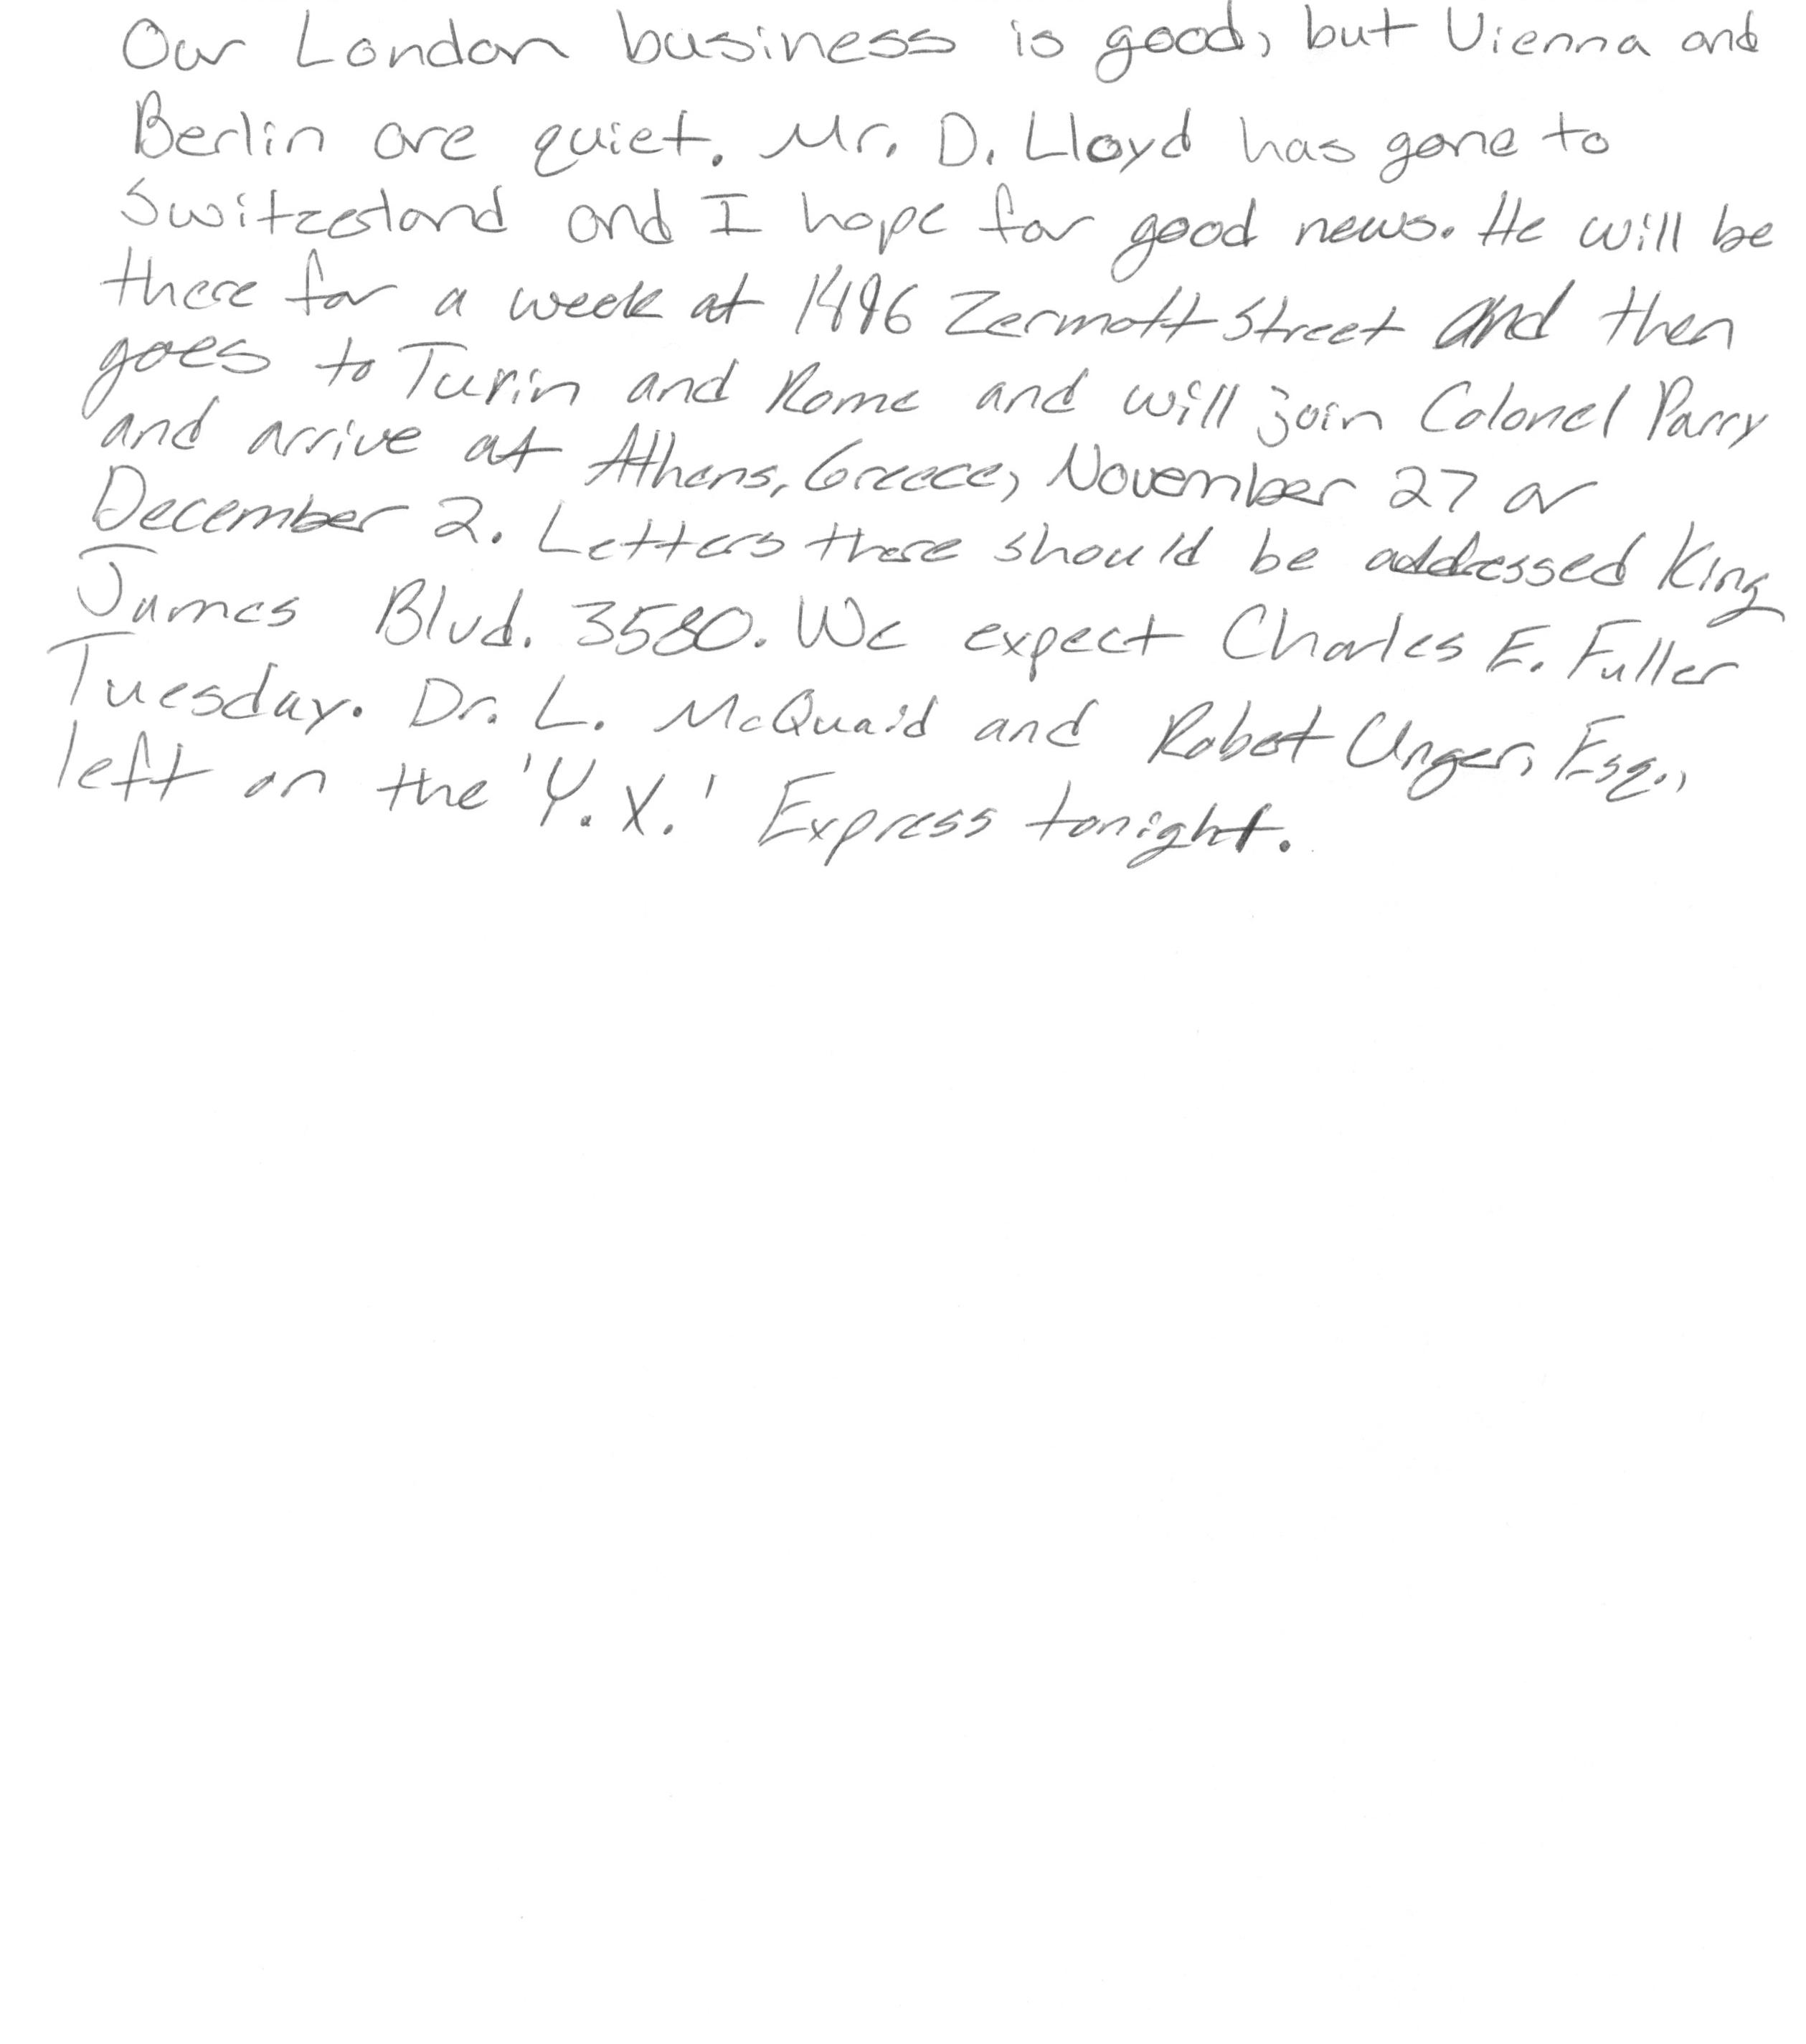 Our London business is good, but Vienna and
Berlin are quiet. Mr. D. Lloyd has gone to
Switzerland and I hope for good news. He will be
there for a week at 1496 Zermott Street and then
goes to Turin and Rome and will join Colonel Parry
and arrive at Athens, Greece, November 27 or
December 2. Letters there should be addressed King
James Blvd. 3580. We expect Charles E. Fuller
Tuesday. Dr. L. McQuaid and Robert Unger, Esq.,
left on the 'Y. X.' Express tonight.